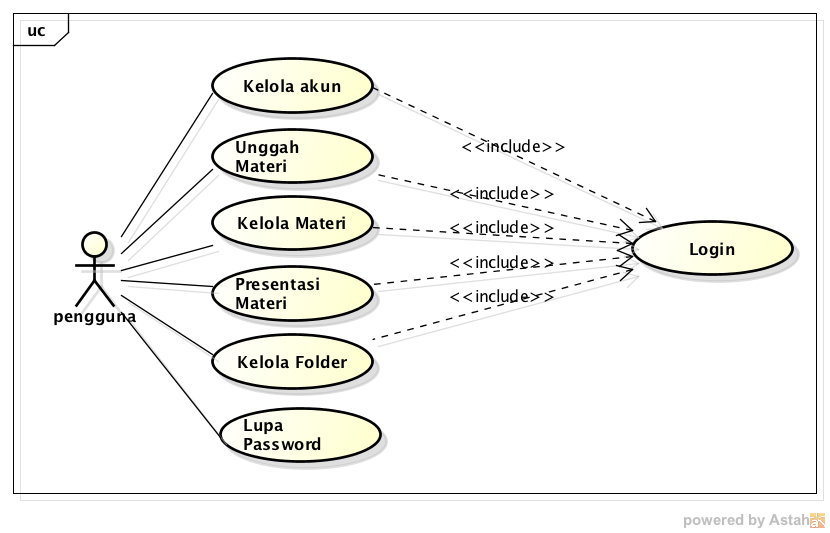 uc
Kelola akun
<<include>>
Unggah
Materi
<<include>>
Kelola Materi
<<include>>
Login
Presentasi
Materi
<<include>>
pengguna
<<include>>
Kelola Folder
Lupa
Password
powered by Astah